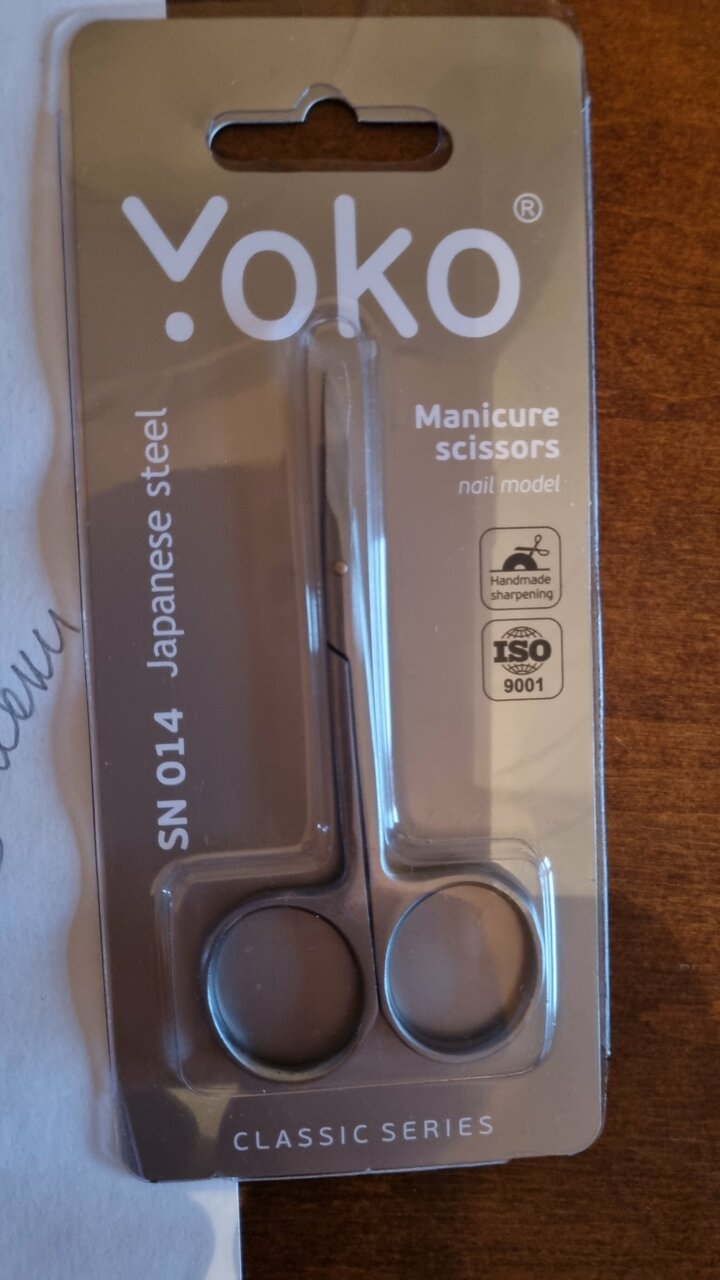 Yoko®
Manicure
scissors
nail model
Handmade
sharpening
ISO
9001
SN 014 Japanese steel
CLASSIC SERIES